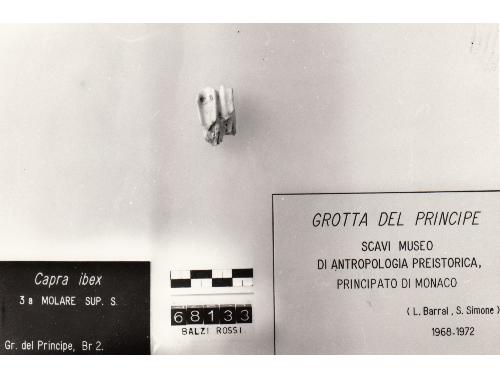 GROTTA DEL PRINCIPE
SCAVI MUSEO
DI ANTROPOLOGIA PREISTORICA,
PRINCIPATO DI MONACO
( L. Barral , S. Simone )
1968-1972
Capra ibex
3a MOLARE SUP. S.
Gr. del Principe, Br 2.
68133
BALZI ROSSI